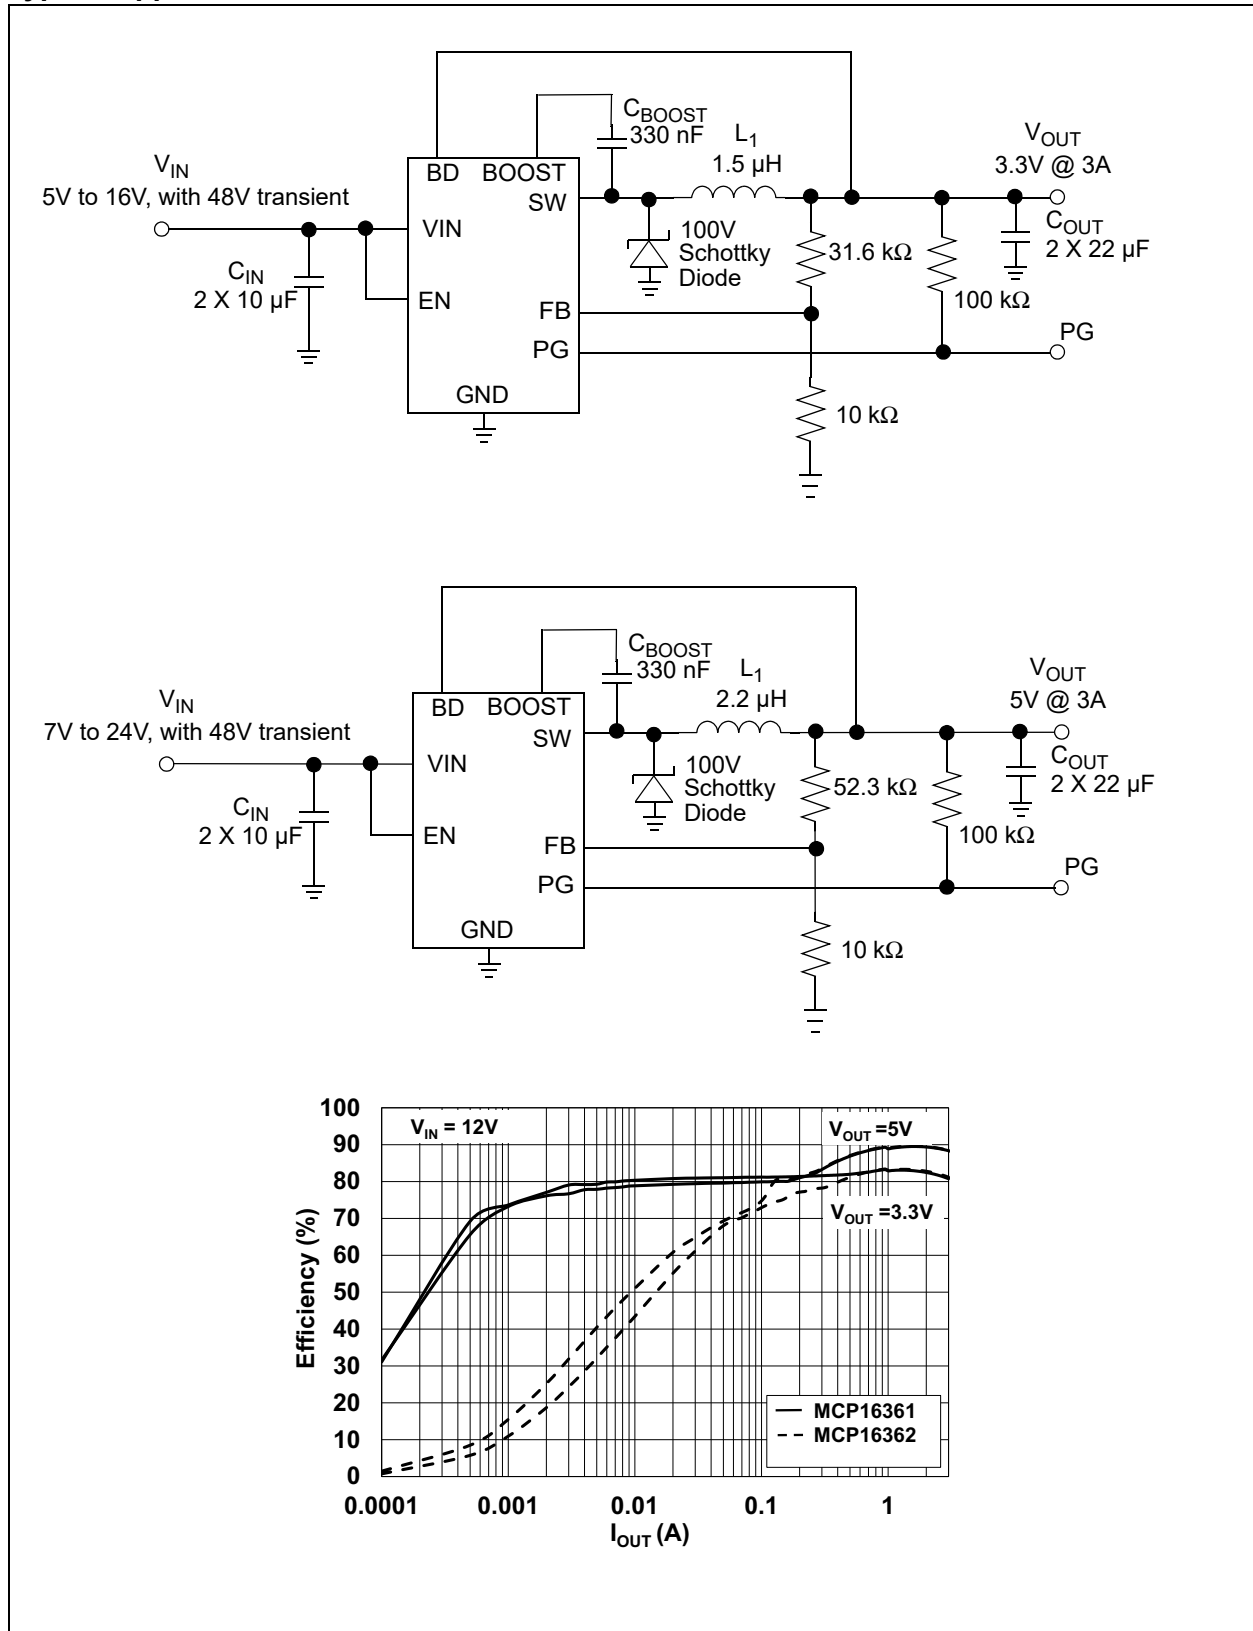 C_BOOST
330 nF
L_1
1.5 µH
V_OUT
3.3V @ 3A
V_IN
5V to 16V, with 48V transient
BD BOOST
SW
VIN
EN
FB
PG
GND
C_IN
2 X 10 µF
100V
Schottky
Diode
31.6 kΩ
100 kΩ
C_OUT
2 X 22 µF
PG
10 kΩ
C_BOOST
330 nF
L_1
2.2 µH
V_OUT
5V @ 3A
V_IN
7V to 24V, with 48V transient
BD BOOST
SW
VIN
EN
FB
PG
GND
C_IN
2 X 10 µF
100V
Schottky
Diode
52.3 kΩ
100 kΩ
C_OUT
2 X 22 µF
PG
10 kΩ
100
90
80
70
60
50
40
30
20
10
0
Efficiency (%)
V_IN = 12V
V_OUT =5V
V_OUT =3.3V
MCP16361
MCP16362
0.0001 0.001 0.01 0.1 1
I_OUT (A)